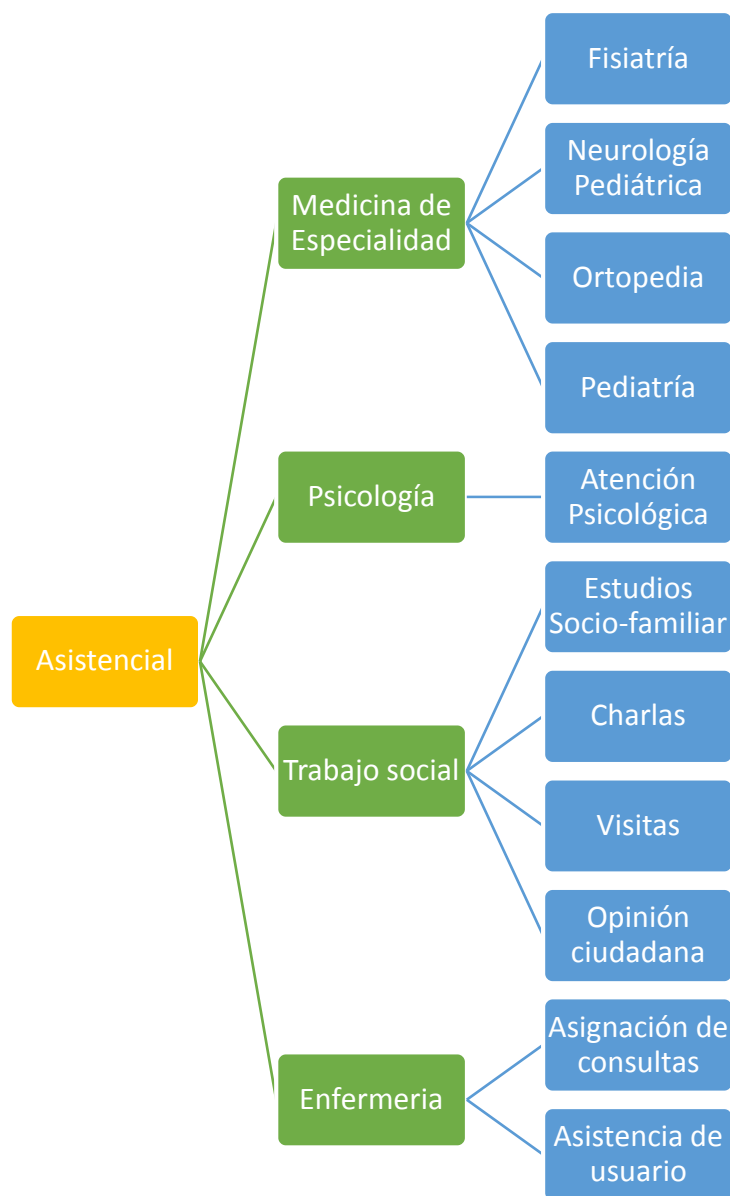 Asistencial
Medicina de
Especialidad
Fisiatría
Neurología
Pediátrica
Ortopedia
Pediatría
Psicología
Atención
Psicológica
Trabajo social
Estudios
Socio-familiar
Charlas
Visitas
Opinión
ciudadana
Enfermeria
Asignación de
consultas
Asistencia de
usuario